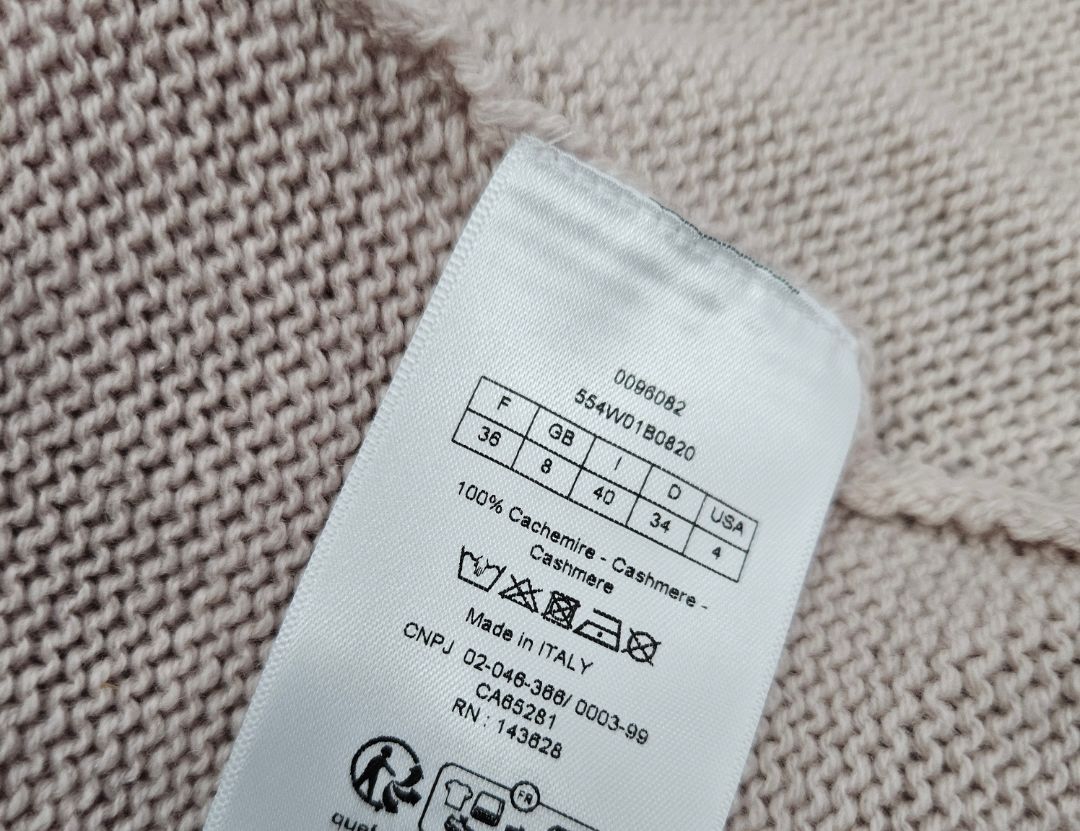 0096082
554W01B0820
F GB I D USA
36 8 40 34 4
100% Cachemire - Cashmere -
Cashmere
Made in ITALY
CNPJ 02-046-366/ 0003-99
CA65281
RN : 143628
FR